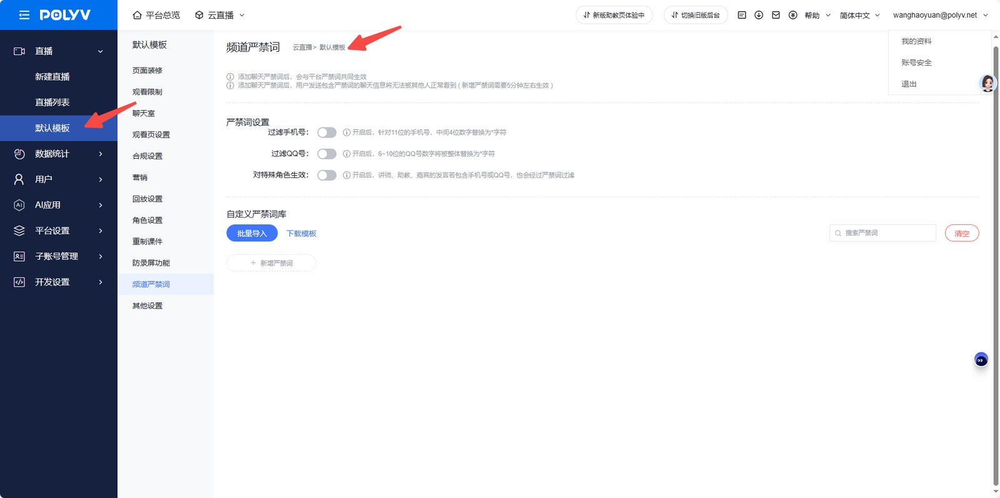 POLYV
平台总览
云直播
新版助教页体验中
切换旧版后台
帮助
简体中文
wanghaoyuan@polyv.net
我的资料
账号安全
退出
直播
新建直播
直播列表
默认模板
数据统计
用户
AI应用
平台设置
子账号管理
开发设置
默认模板
页面装修
观看限制
聊天室
观看页设置
合规设置
营销
回放设置
角色设置
重制课件
防录屏功能
频道严禁词
其他设置
频道严禁词 云直播> 默认模板
添加聊天严禁词后，会与平台严禁词共同生效
添加聊天严禁词后，用户发送包含严禁词的聊天信息将无法被其他人正常看到 ( 新增严禁词需要5分钟左右生效 )
严禁词设置
过滤手机号： 开启后，针对11位的手机号，中间4位数字替换为*字符
过滤QQ号： 开启后，6~10位的QQ号数字将被整体替换为*字符
对特殊角色生效： 开启后，讲师、助教、嘉宾的发言若包含手机号或QQ号，也会经过严禁词过滤
自定义严禁词库
批量导入 下载模板 搜索严禁词 清空
+ 新增严禁词